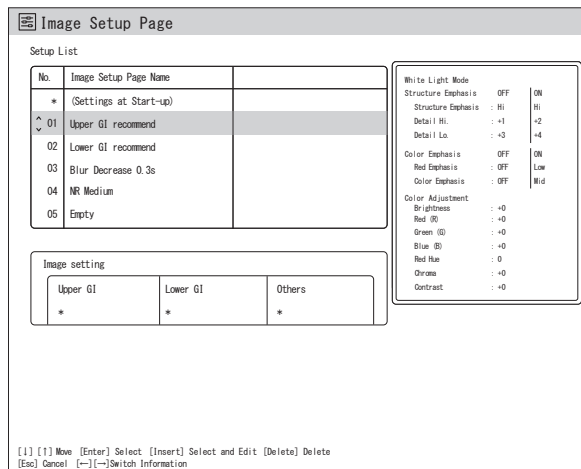 Image Setup Page
Setup List
No. Image Setup Page Name
* (Settings at Start-up)
01 Upper GI recommend
02 Lower GI recommend
03 Blur Decrease 0.3s
04 NR Medium
05 Empty
Image setting
Upper GI Lower GI Others
* * *
White Light Mode
Structure Emphasis OFF ON
Structure Emphasis : Hi Hi
Detail Hi. : +1 +2
Detail Lo. : +3 +4
Color Emphasis OFF ON
Red Emphasis : OFF Low
Color Emphasis : OFF Mid
Color Adjustment
Brightness : +0
Red (R) : +0
Green (G) : +0
Blue (B) : +0
Red Hue : 0
Chroma : +0
Contrast : +0
[↓] [↑] Move [Enter] Select [Insert] Select and Edit [Delete] Delete
[Esc] Cancel [←][→]Switch Information